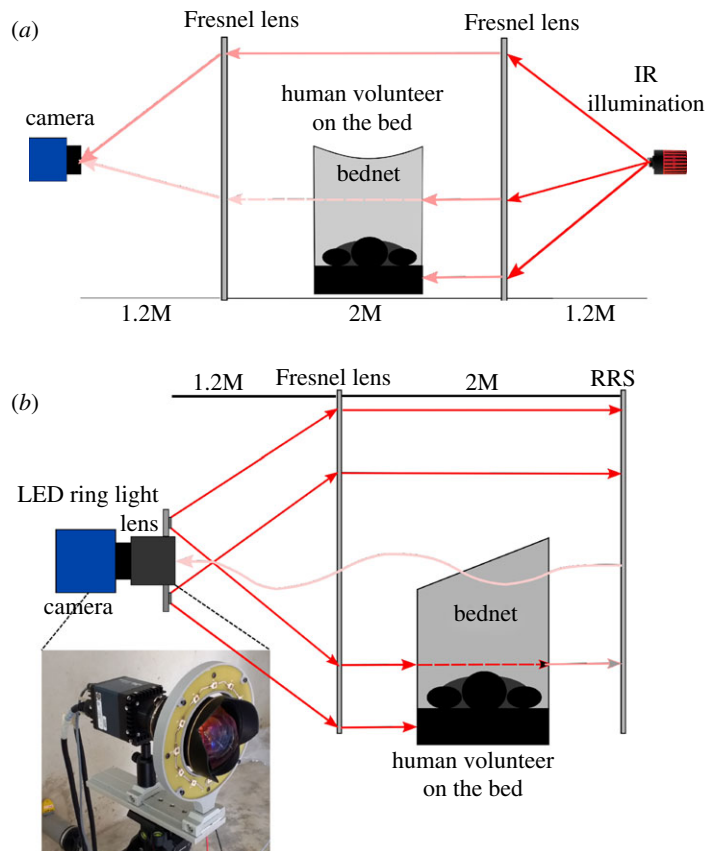 (a)
Fresnel lens
Fresnel lens
IR
illumination
human volunteer
on the bed
camera
bednet
1.2M
2M
1.2M
(b)
1.2M
Fresnel lens
2M
RRS
LED ring light
lens
camera
bednet
human volunteer
on the bed